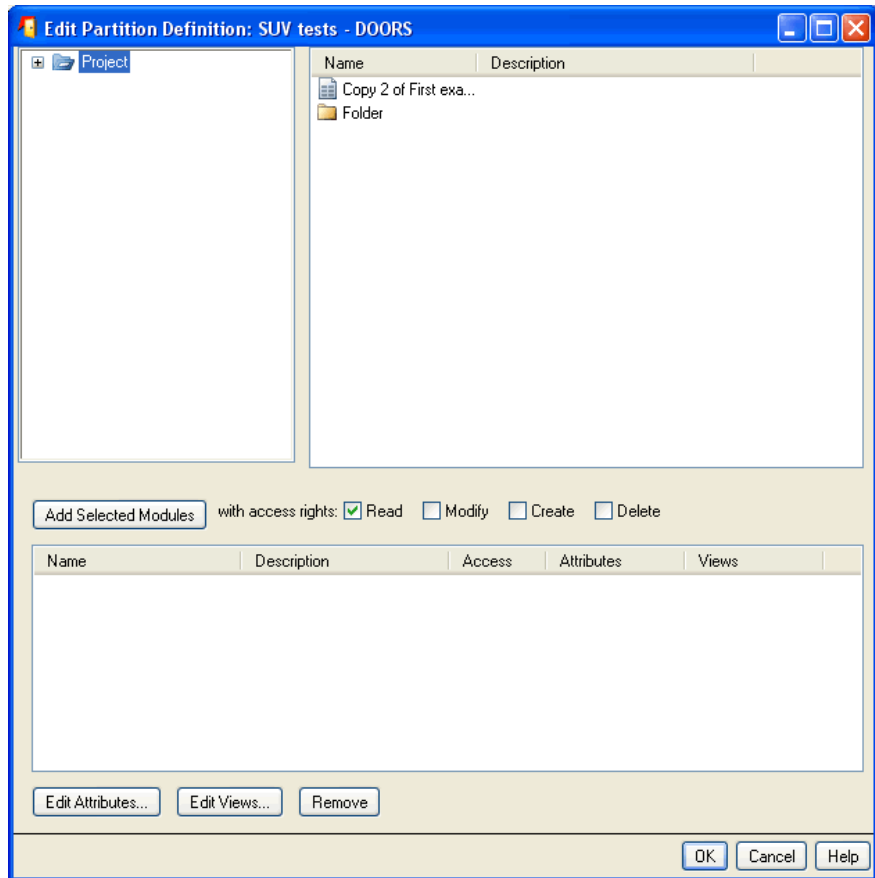 Edit Partition Definition: SUV tests - DOORS
Project
Name Description
Copy 2 of First exa...
Folder
Add Selected Modules with access rights: Read Modify Create Delete
Name Description Access Attributes Views
Edit Attributes... Edit Views... Remove
OK Cancel Help